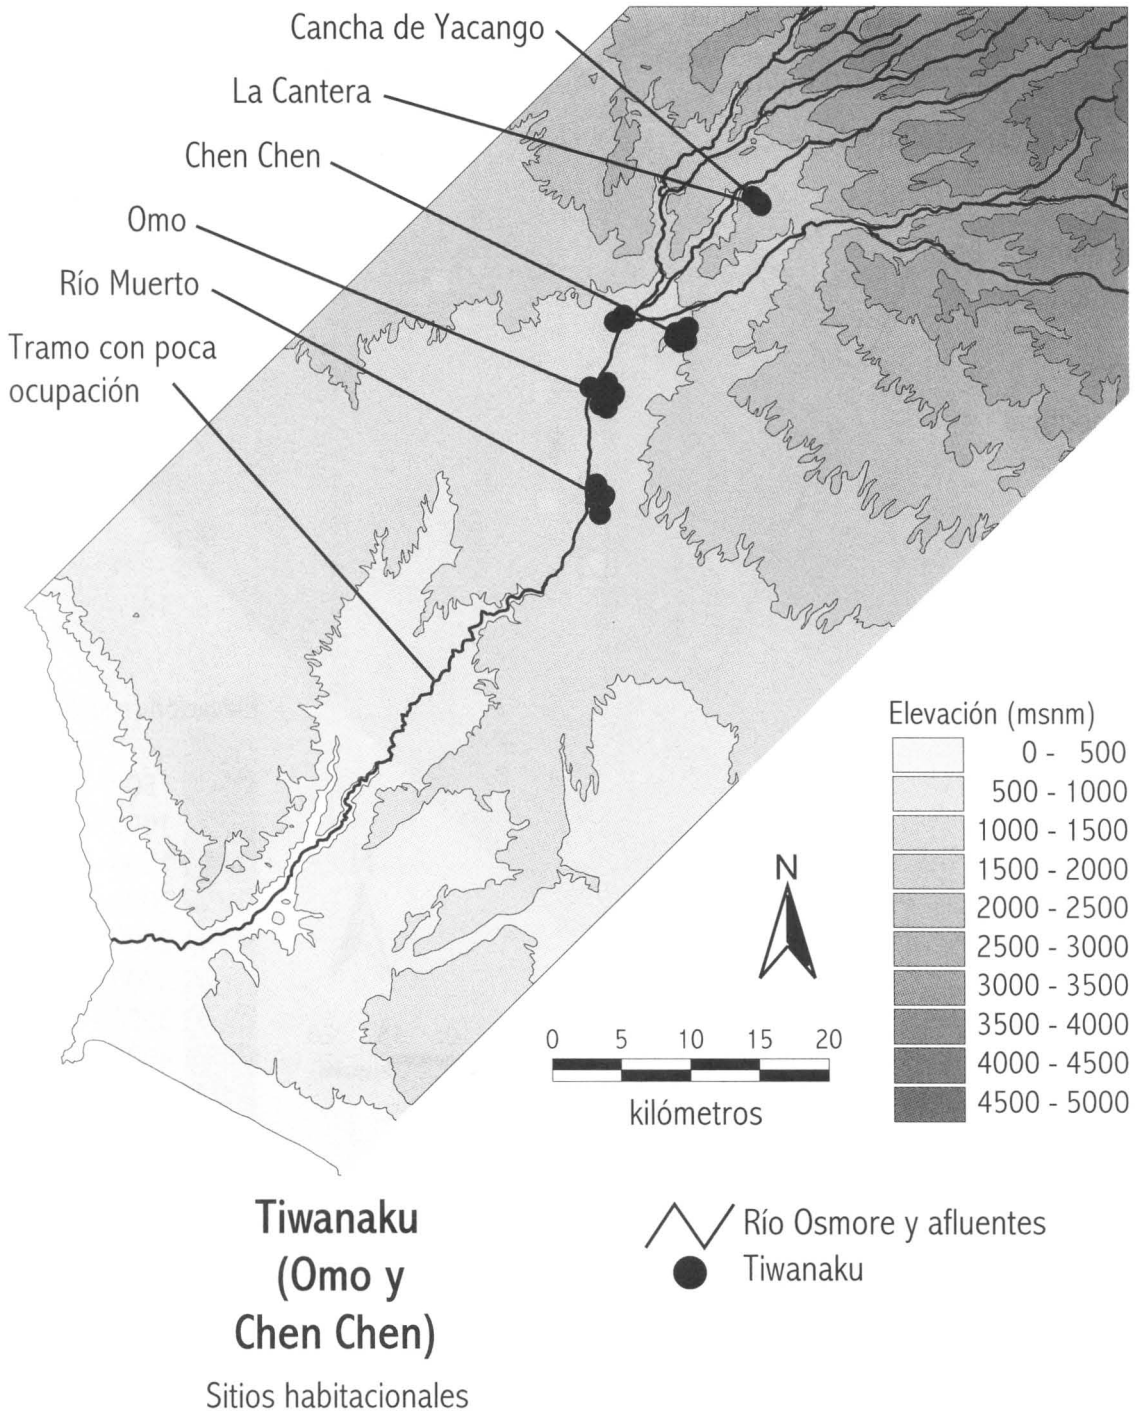 Cancha de Yacango
La Cantera
Chen Chen
Omo
Río Muerto
Tramo con poca
ocupación
Elevación (msnm)
0 - 500
500 - 1000
1000 - 1500
1500 - 2000
2000 - 2500
2500 - 3000
3000 - 3500
3500 - 4000
4000 - 4500
4500 - 5000
N
0 5 10 15 20
kilómetros
Tiwanaku
(Omo y
Chen Chen)
Sitios habitacionales
Río Osmore y afluentes
Tiwanaku